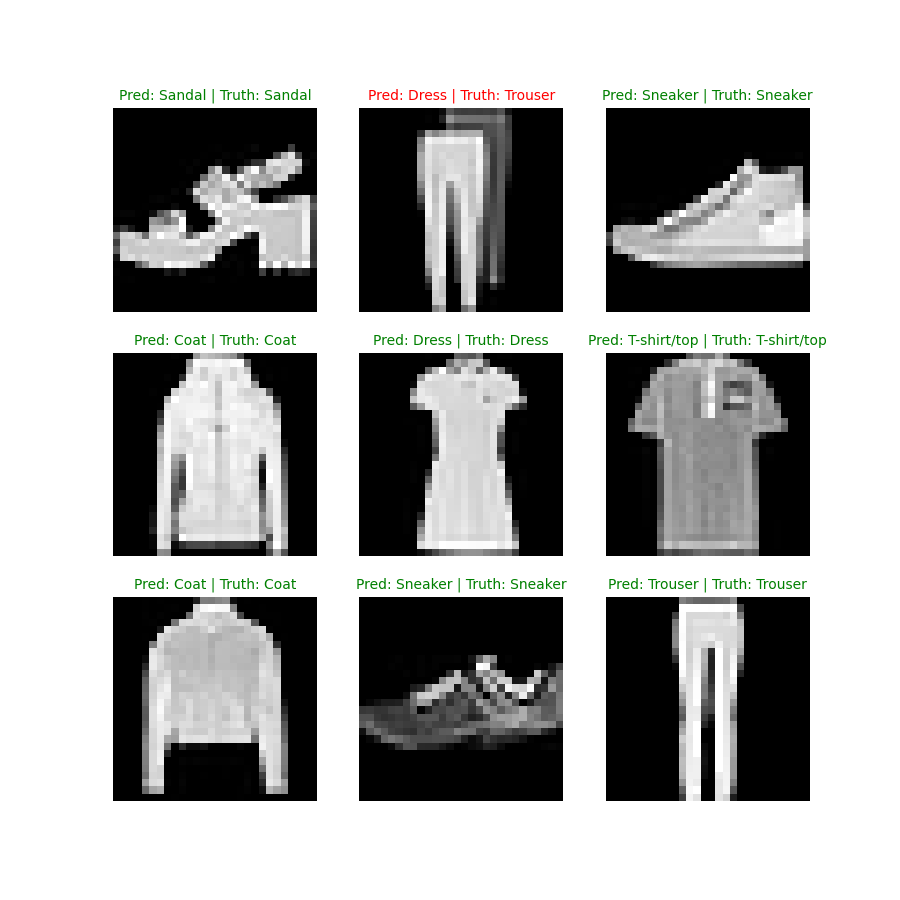 Pred: Sandal | Truth: Sandal
Pred: Dress | Truth: Trouser
Pred: Sneaker | Truth: Sneaker
Pred: Coat | Truth: Coat
Pred: Dress | Truth: Dress
Pred: T-shirt/top | Truth: T-shirt/top
Pred: Coat | Truth: Coat
Pred: Sneaker | Truth: Sneaker
Pred: Trouser | Truth: Trouser